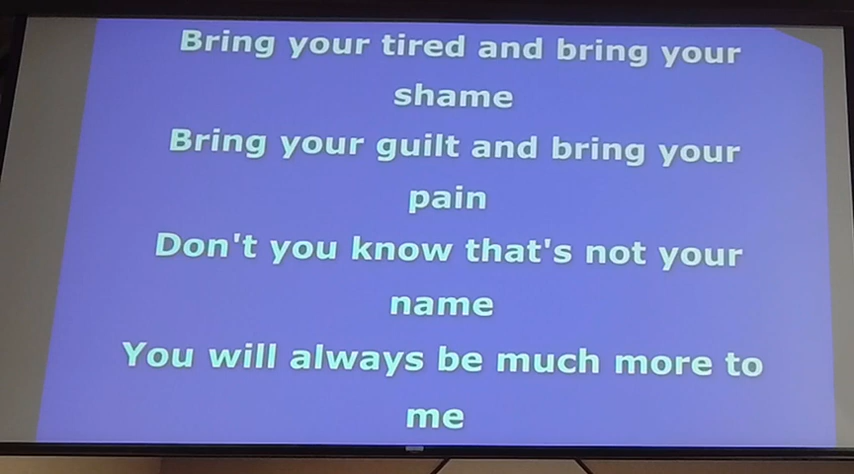 Bring your tired and bring your
shame
Bring your guilt and bring your
pain
Don't you know that's not your
name
You will always be much more to
me